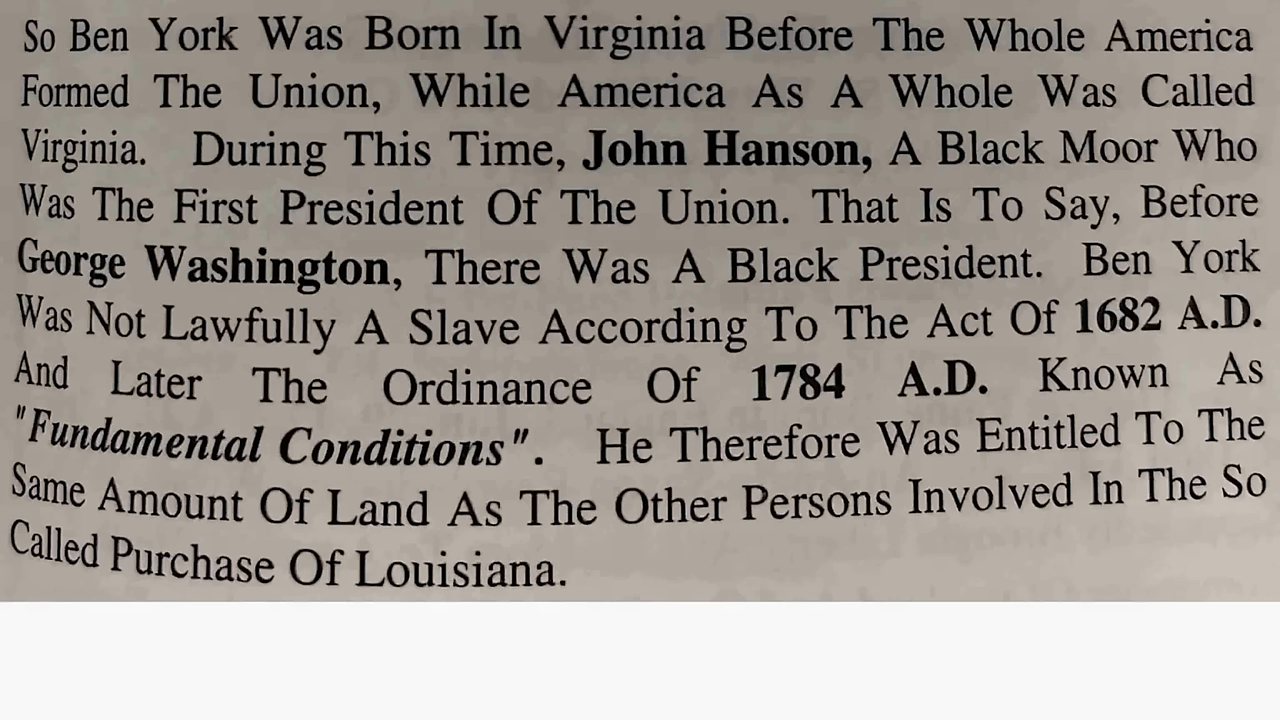 So Ben York Was Born In Virginia Before The Whole America
Formed The Union, While America As A Whole Was Called
Virginia. During This Time, John Hanson, A Black Moor Who
Was The First President Of The Union. That Is To Say, Before
George Washington, There Was A Black President. Ben York
Was Not Lawfully A Slave According To The Act Of 1682 A.D.
And Later The Ordinance Of 1784 A.D. Known As
"Fundamental Conditions". He Therefore Was Entitled To The
Same Amount Of Land As The Other Persons Involved In The So
Called Purchase Of Louisiana.